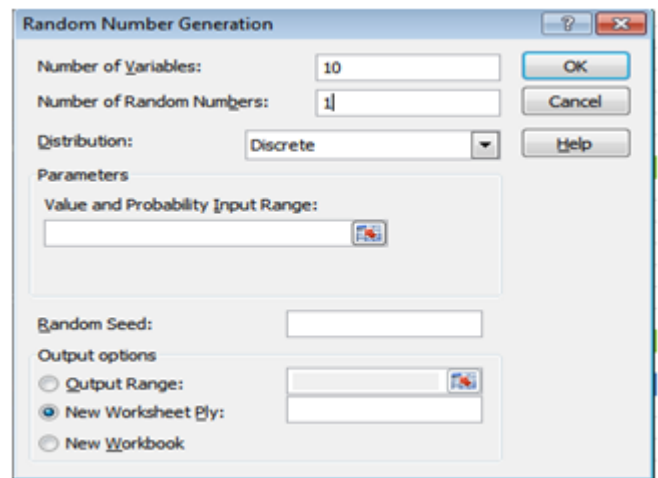 Random Number Generation
Number of Variables: 10 OK
Number of Random Numbers: 1 Cancel
Distribution: Discrete Help
Parameters
Value and Probability Input Range:
Random Seed:
Output options
Output Range:
New Worksheet Ply:
New Workbook